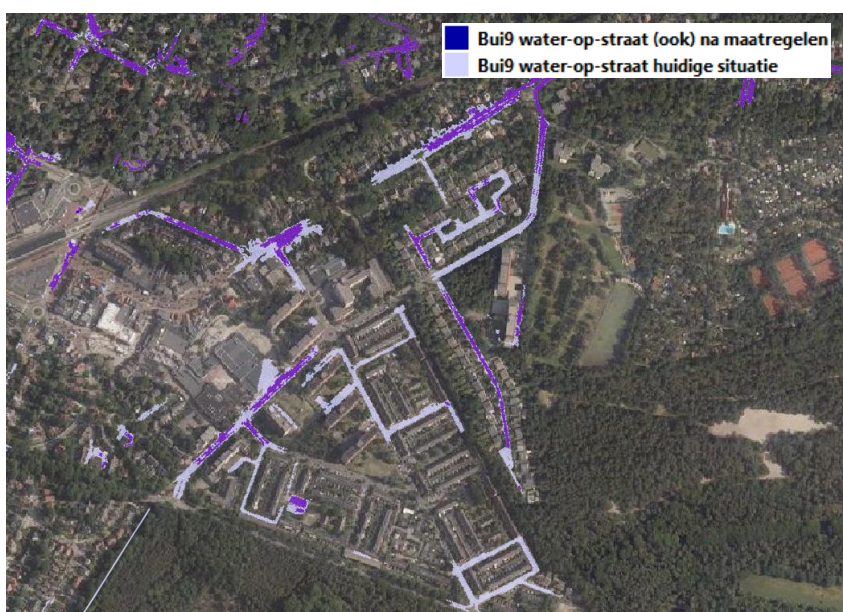 Bui9 water-op-straat (ook) na maatregelen
Bui9 water-op-straat huidige situatie